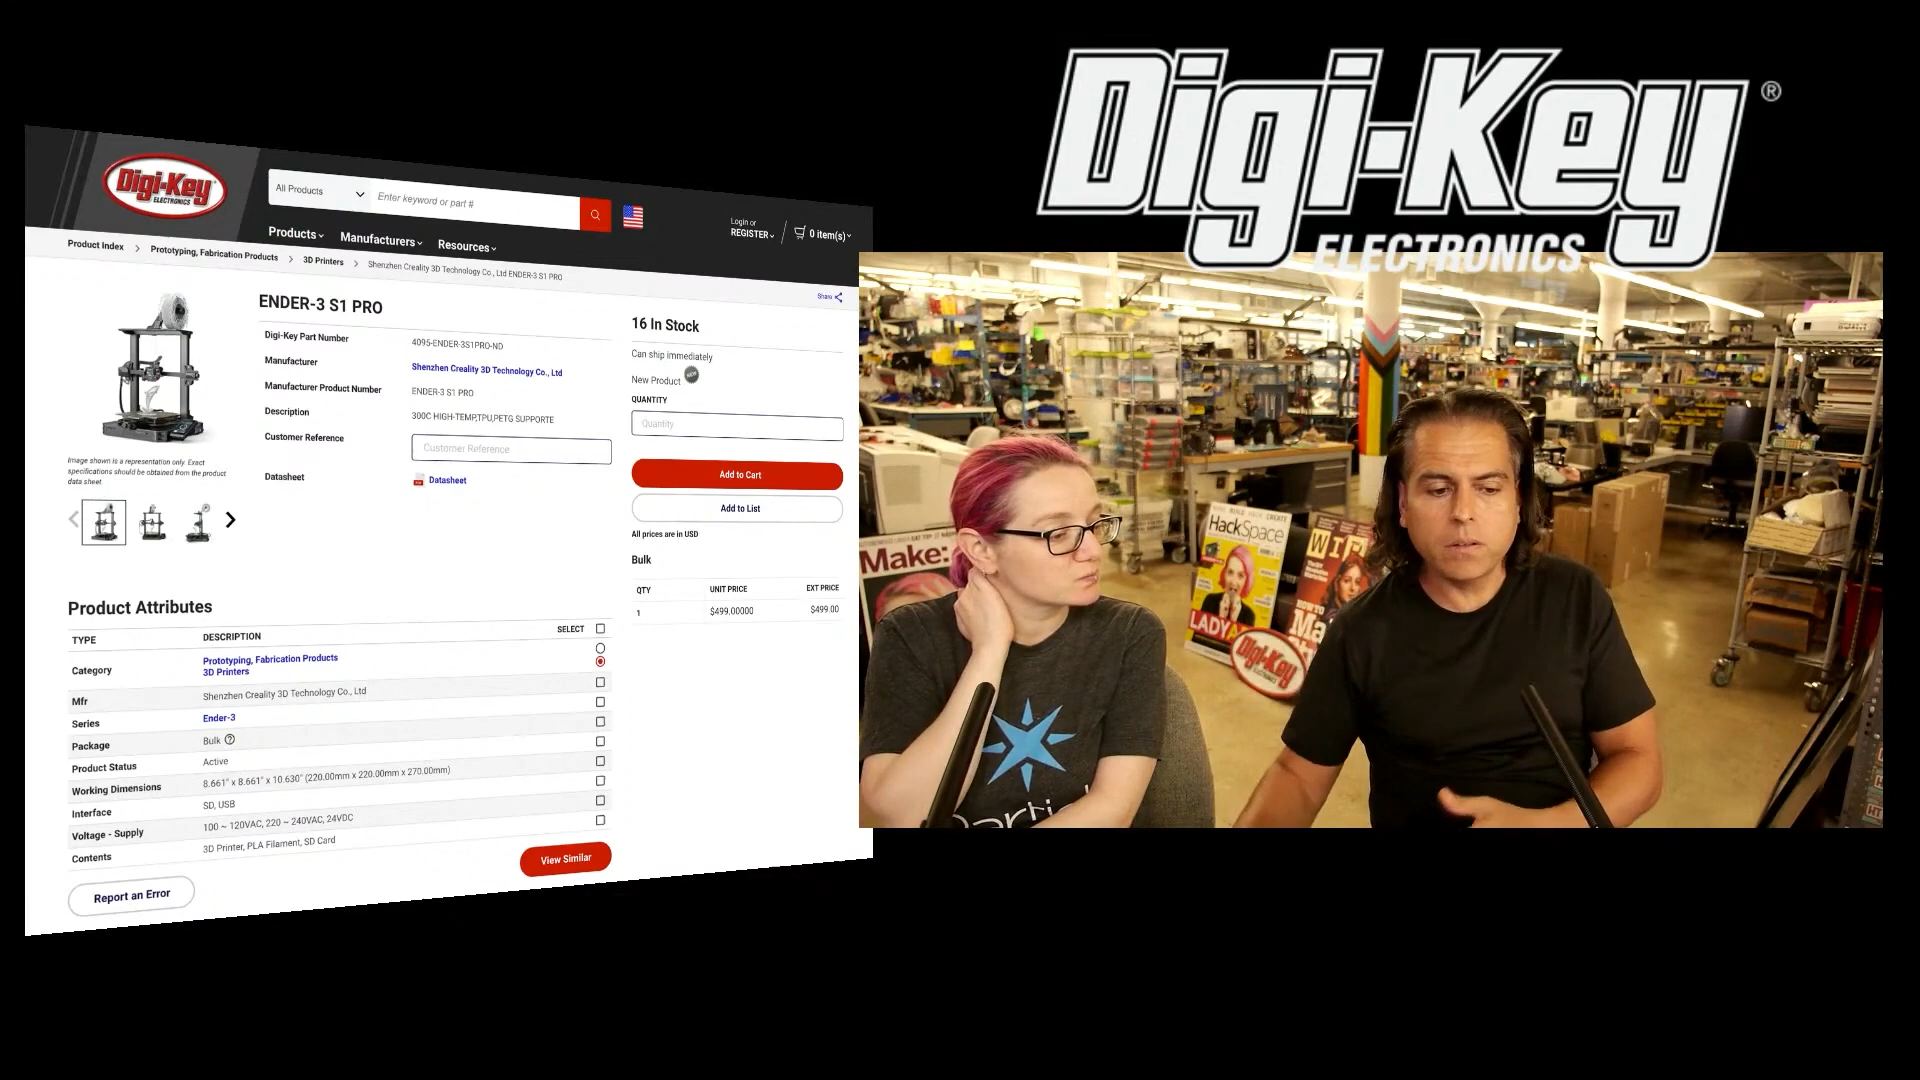 Digi-Key®
ELECTRONICS
Digi-Key
ELECTRONICS
All Products
Enter keyword or part #
Products
Manufacturers
Resources
Login or
REGISTER
0 item(s)
Product Index > Prototyping, Fabrication Products > 3D Printers > Shenzhen Creality 3D Technology Co., Ltd ENDER-3 S1 PRO
Share
ENDER-3 S1 PRO
Digi-Key Part Number 4095-ENDER-3S1PRO-ND
Manufacturer Shenzhen Creality 3D Technology Co., Ltd
Manufacturer Product Number ENDER-3 S1 PRO
Description 300C HIGH-TEMP,TPU,PETG SUPPORTE
Customer Reference Customer Reference
Datasheet Datasheet
Image shown is a representation only. Exact
specifications should be obtained from the product
data sheet.
16 In Stock
Can ship immediately
New Product NEW
QUANTITY
Quantity
Add to Cart
Add to List
All prices are in USD
Bulk
QTY UNIT PRICE EXT PRICE
1 $499.00000 $499.00
Product Attributes
TYPE DESCRIPTION SELECT
Category Prototyping, Fabrication Products
3D Printers
Mfr Shenzhen Creality 3D Technology Co., Ltd
Series Ender-3
Package Bulk
Product Status Active
Working Dimensions 8.661" x 8.661" x 10.630" (220.00mm x 220.00mm x 270.00mm)
Interface SD, USB
Voltage - Supply 100 ~ 120VAC, 220 ~ 240VAC, 24VDC
Contents 3D Printer, PLA Filament, SD Card
View Similar
Report an Error
Make:
HackSpace
LADY
WI
HOW TO
Ma
Digi-Key